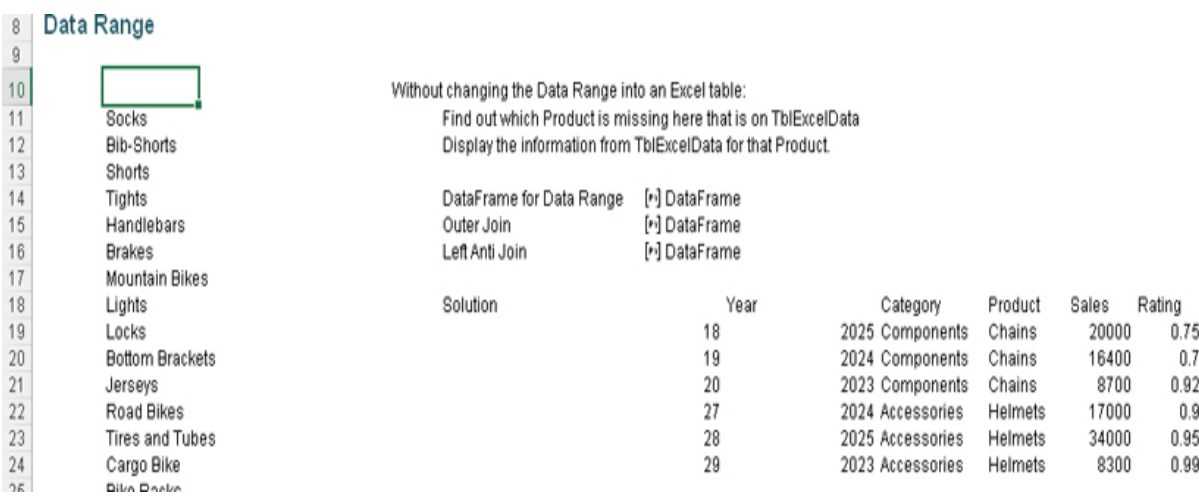 8 Data Range
9
10 Without changing the Data Range into an Excel table:
11 Socks Find out which Product is missing here that is on TblExcelData
12 Bib-Shorts Display the information from TblExcelData for that Product.
13 Shorts
14 Tights DataFrame for Data Range DataFrame
15 Handlebars Outer Join DataFrame
16 Brakes Left Anti Join DataFrame
17 Mountain Bikes
18 Lights Solution Year Category Product Sales Rating
19 Locks 18 2025 Components Chains 20000 0.75
20 Bottom Brackets 19 2024 Components Chains 16400 0.7
21 Jerseys 20 2023 Components Chains 8700 0.92
22 Road Bikes 27 2024 Accessories Helmets 17000 0.9
23 Tires and Tubes 28 2025 Accessories Helmets 34000 0.95
24 Cargo Bike 29 2023 Accessories Helmets 8300 0.99
25 Bike Racks